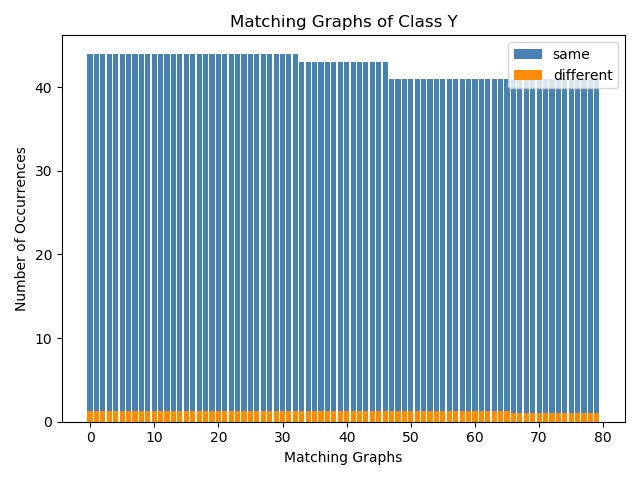 Matching Graphs of Class Y
same
different
Number of Occurrences
40
30
20
10
0
0 10 20 30 40 50 60 70 80
Matching Graphs